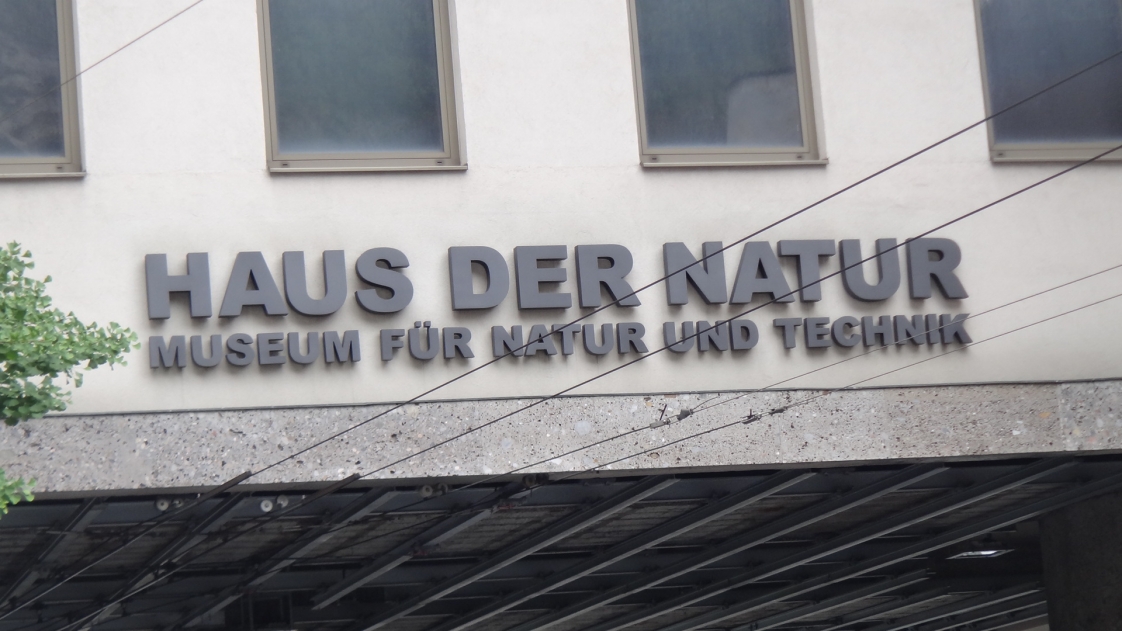 HAUS DER NATUR
MUSEUM FÜR NATUR UND TECHNIK